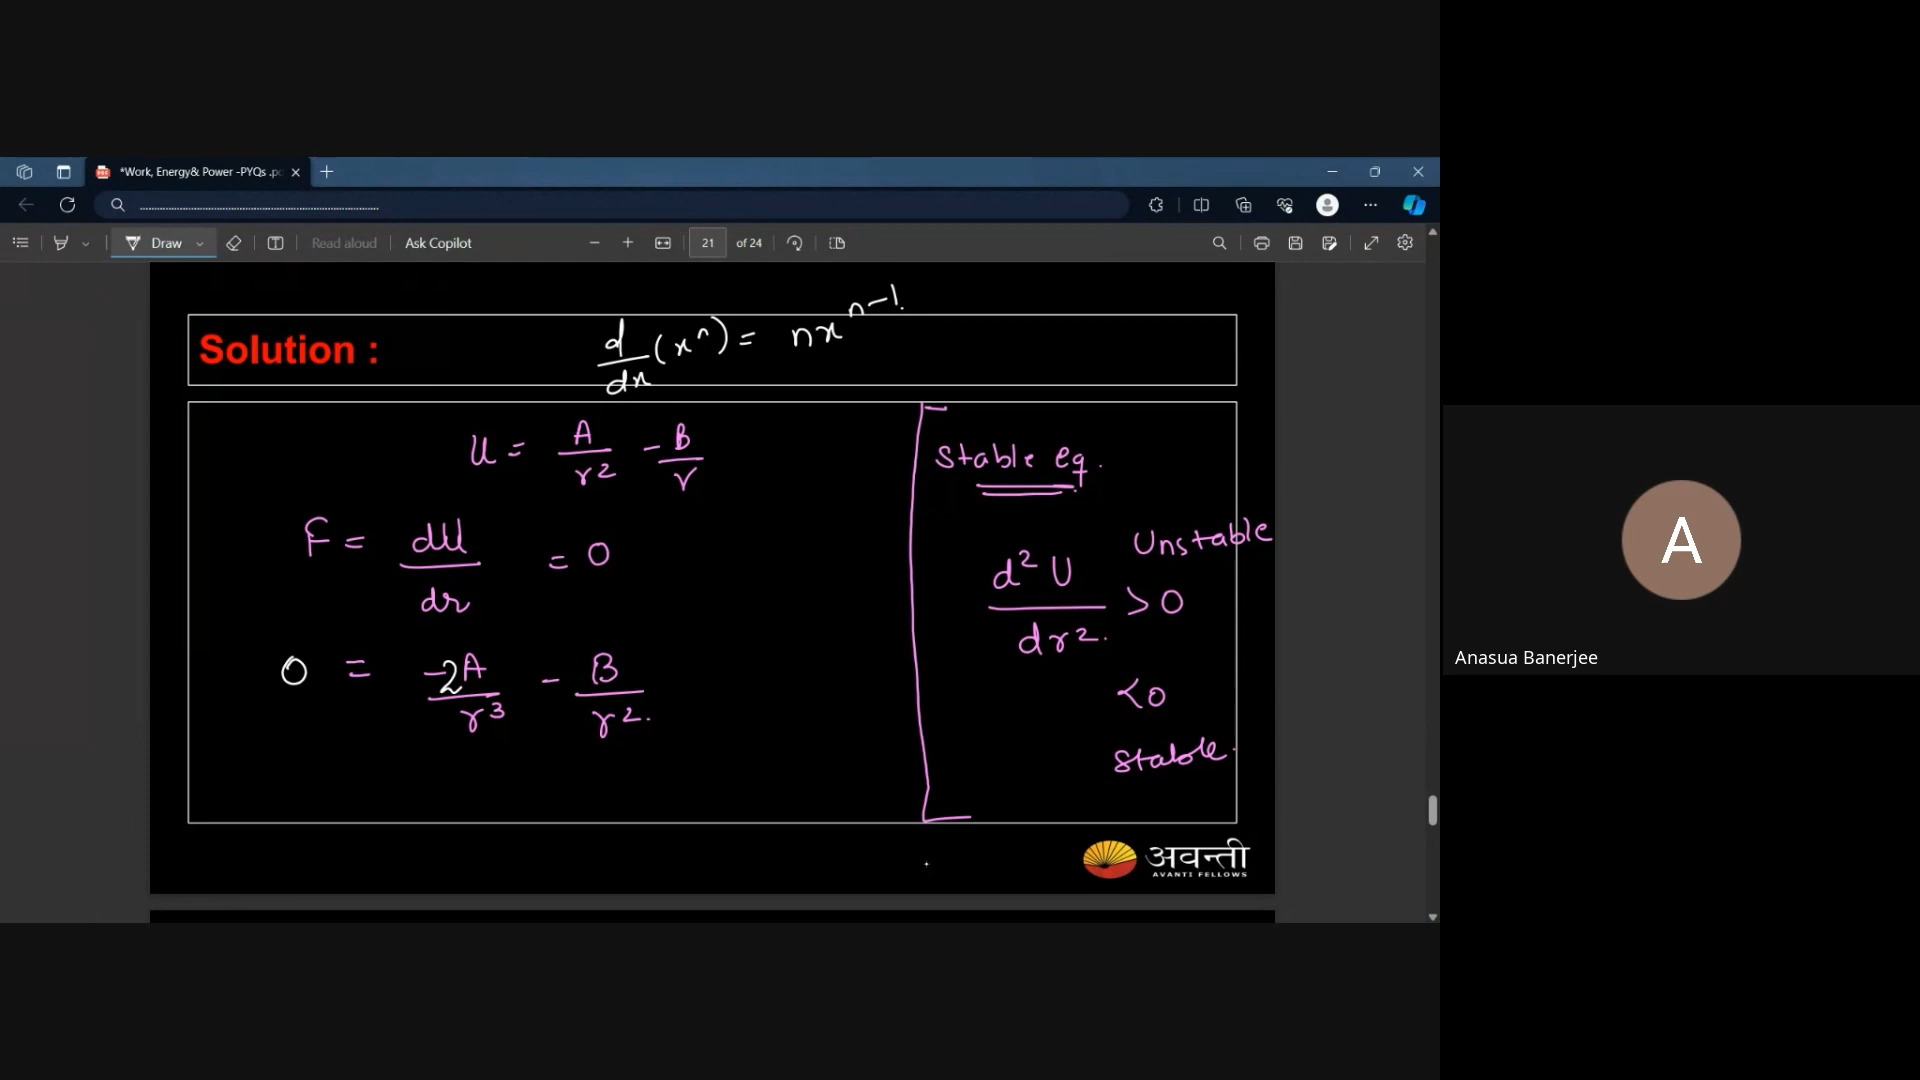 *Work, Energy& Power -PYQs .p
Draw
Read aloud
Ask Copilot
21 of 24
Solution :
d/dx (xⁿ) = nx^(n-1).
U = A/r² - B/r
F = dU/dr = 0
0 = -2A/r³ - B/r².
Stable eq.
Unstable
d²U/dr². > 0
< 0
Stable.
अवन्ती
AVANTI FELLOWS
A
Anasua Banerjee